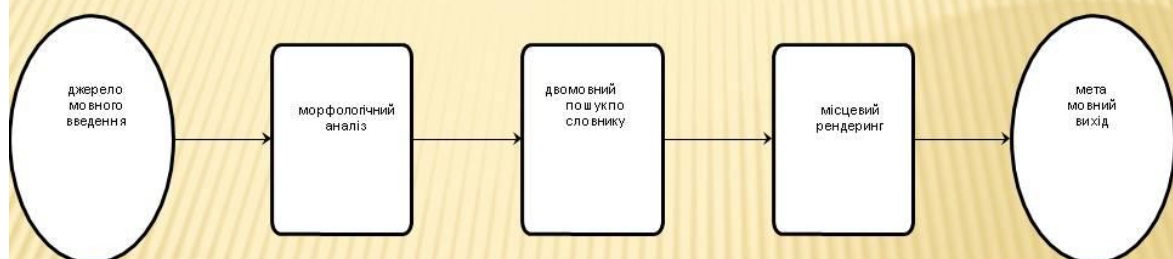 джерело
мовного
введення
морфологічний
аналіз
двомовний
пошукпо
словнику
місцевий
рендеринг
мета
мовний
вихід